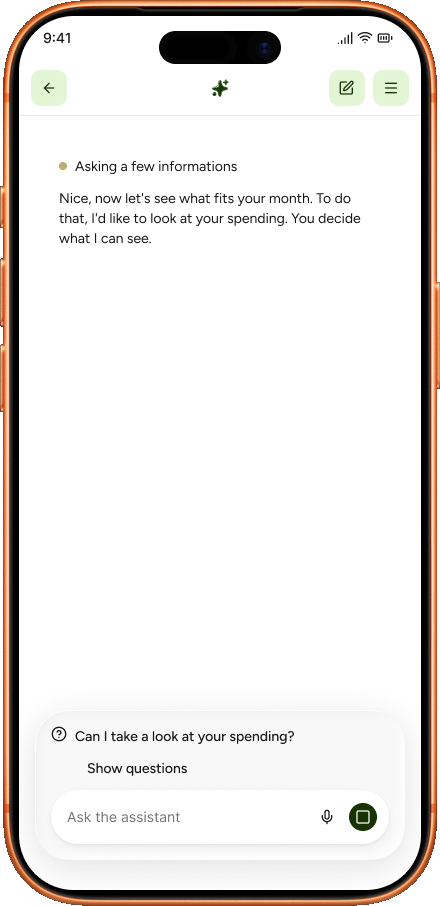 9:41
Asking a few informations
Nice, now let's see what fits your month. To do
that, I'd like to look at your spending. You decide
what I can see.
Can I take a look at your spending?
Show questions
Ask the assistant